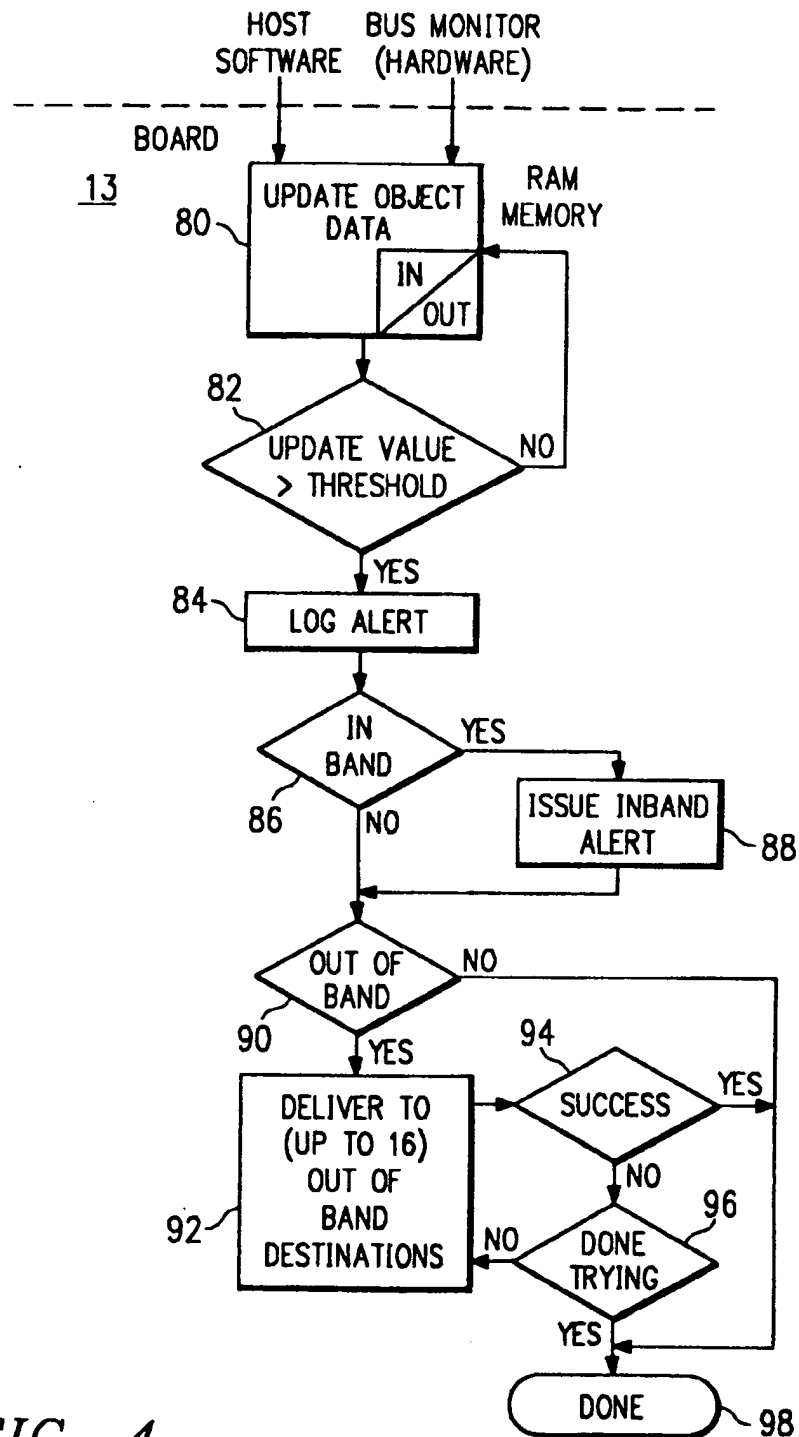 HOST
SOFTWARE
BUS MONITOR
(HARDWARE)
BOARD
13
RAM
MEMORY
80
UPDATE OBJECT
DATA
IN
OUT
82
UPDATE VALUE
> THRESHOLD
NO
YES
84
LOG ALERT
IN
BAND
YES
86
NO
ISSUE INBAND
ALERT
88
OUT OF
BAND
NO
90
YES
94
SUCCESS
YES
NO
DELIVER TO
(UP TO 16)
OUT OF
BAND
DESTINATIONS
92
96
NO
DONE
TRYING
YES
DONE
98